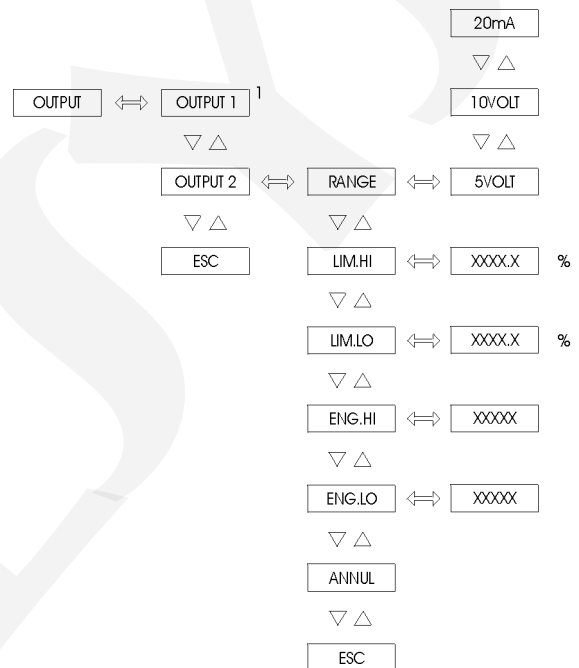 20mA
10VOLT
OUTPUT OUTPUT 1 1
OUTPUT 2 RANGE 5VOLT
ESC LIM.HI XXXX.X %
LIM.LO XXXX.X %
ENG.HI XXXXX
ENG.LO XXXXX
ANNUL
ESC